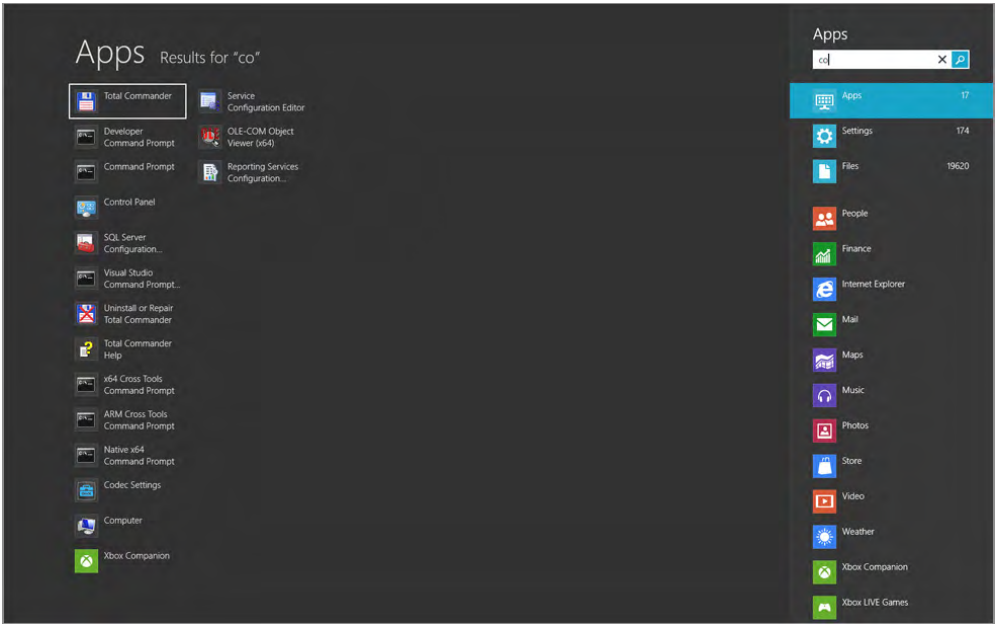 Apps Results for "co"
Total Commander
Developer
Command Prompt
Command Prompt
Control Panel
SQL Server
Configuration...
Visual Studio
Command Prompt...
Uninstall or Repair
Total Commander
Total Commander
Help
x64 Cross Tools
Command Prompt
ARM Cross Tools
Command Prompt
Native x64
Command Prompt
Codec Settings
Computer
Xbox Companion
Service
Configuration Editor
OLE-COM Object
Viewer (x64)
Reporting Services
Configuration...
Apps
co
Apps 17
Settings 174
Files 19620
People
Finance
Internet Explorer
Mail
Maps
Music
Photos
Store
Video
Weather
Xbox Companion
Xbox LIVE Games